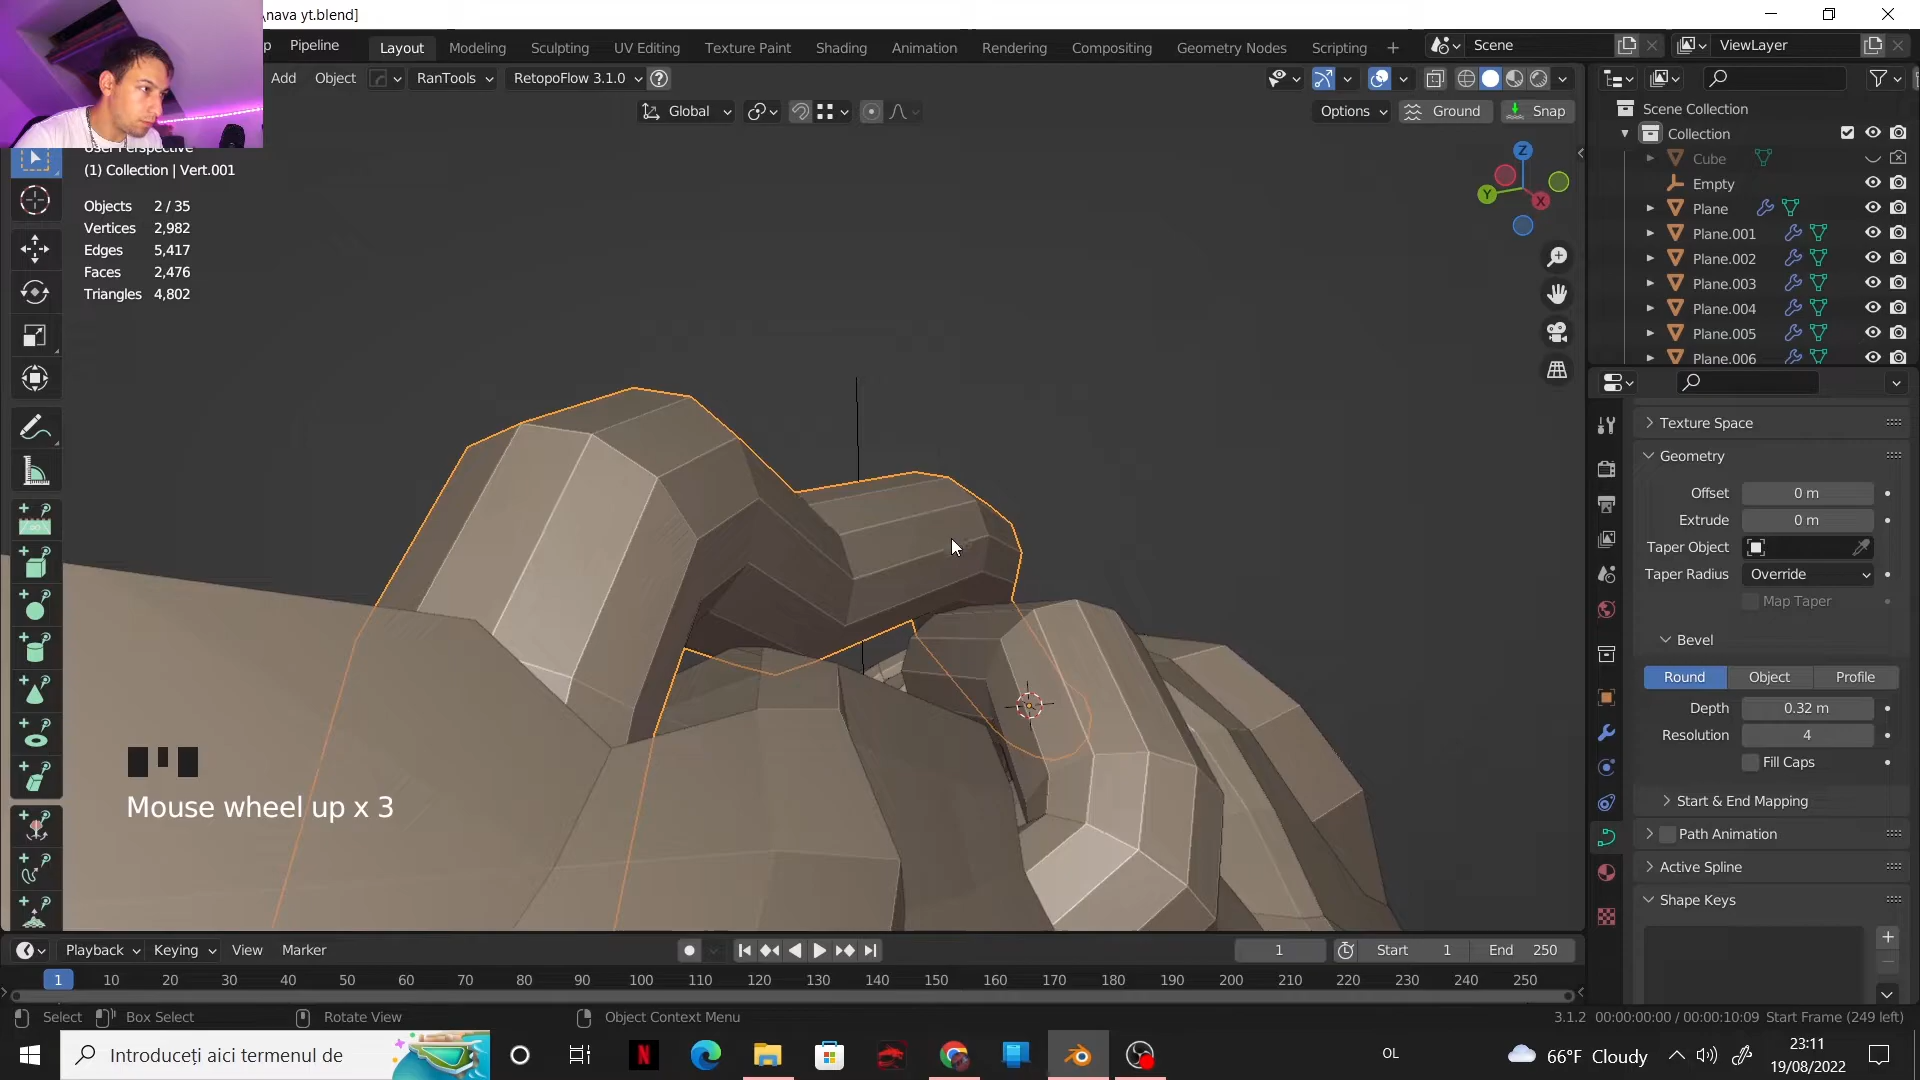 \nava yt.blend]
p Pipeline Layout Modeling Sculpting UV Editing Texture Paint Shading Animation Rendering Compositing Geometry Nodes Scripting + Scene ViewLayer
Add Object RanTools RetopoFlow 3.1.0
Global Options Ground Snap
User Perspective
(1) Collection | Vert.001
Objects 2 / 35
Vertices 2,982
Edges 5,417
Faces 2,476
Triangles 4,802
Z
Y
X
Mouse wheel up x 3
Scene Collection
Collection
Cube
Empty
Plane
Plane.001
Plane.002
Plane.003
Plane.004
Plane.005
Plane.006
Texture Space
Geometry
Offset 0 m
Extrude 0 m
Taper Object
Taper Radius Override
Map Taper
Bevel
Round Object Profile
Depth 0.32 m
Resolution 4
Fill Caps
Start & End Mapping
Path Animation
Active Spline
Shape Keys
Playback Keying View Marker 1 Start 1 End 250
1 10 20 30 40 50 60 70 80 90 100 110 120 130 140 150 160 170 180 190 200 210 220 230 240 250
Select Box Select Rotate View Object Context Menu 3.1.2 00:00:00:00 / 00:00:10:09 Start Frame (249 left)
Introduceți aici termenul de OL 66°F Cloudy 23:11
19/08/2022